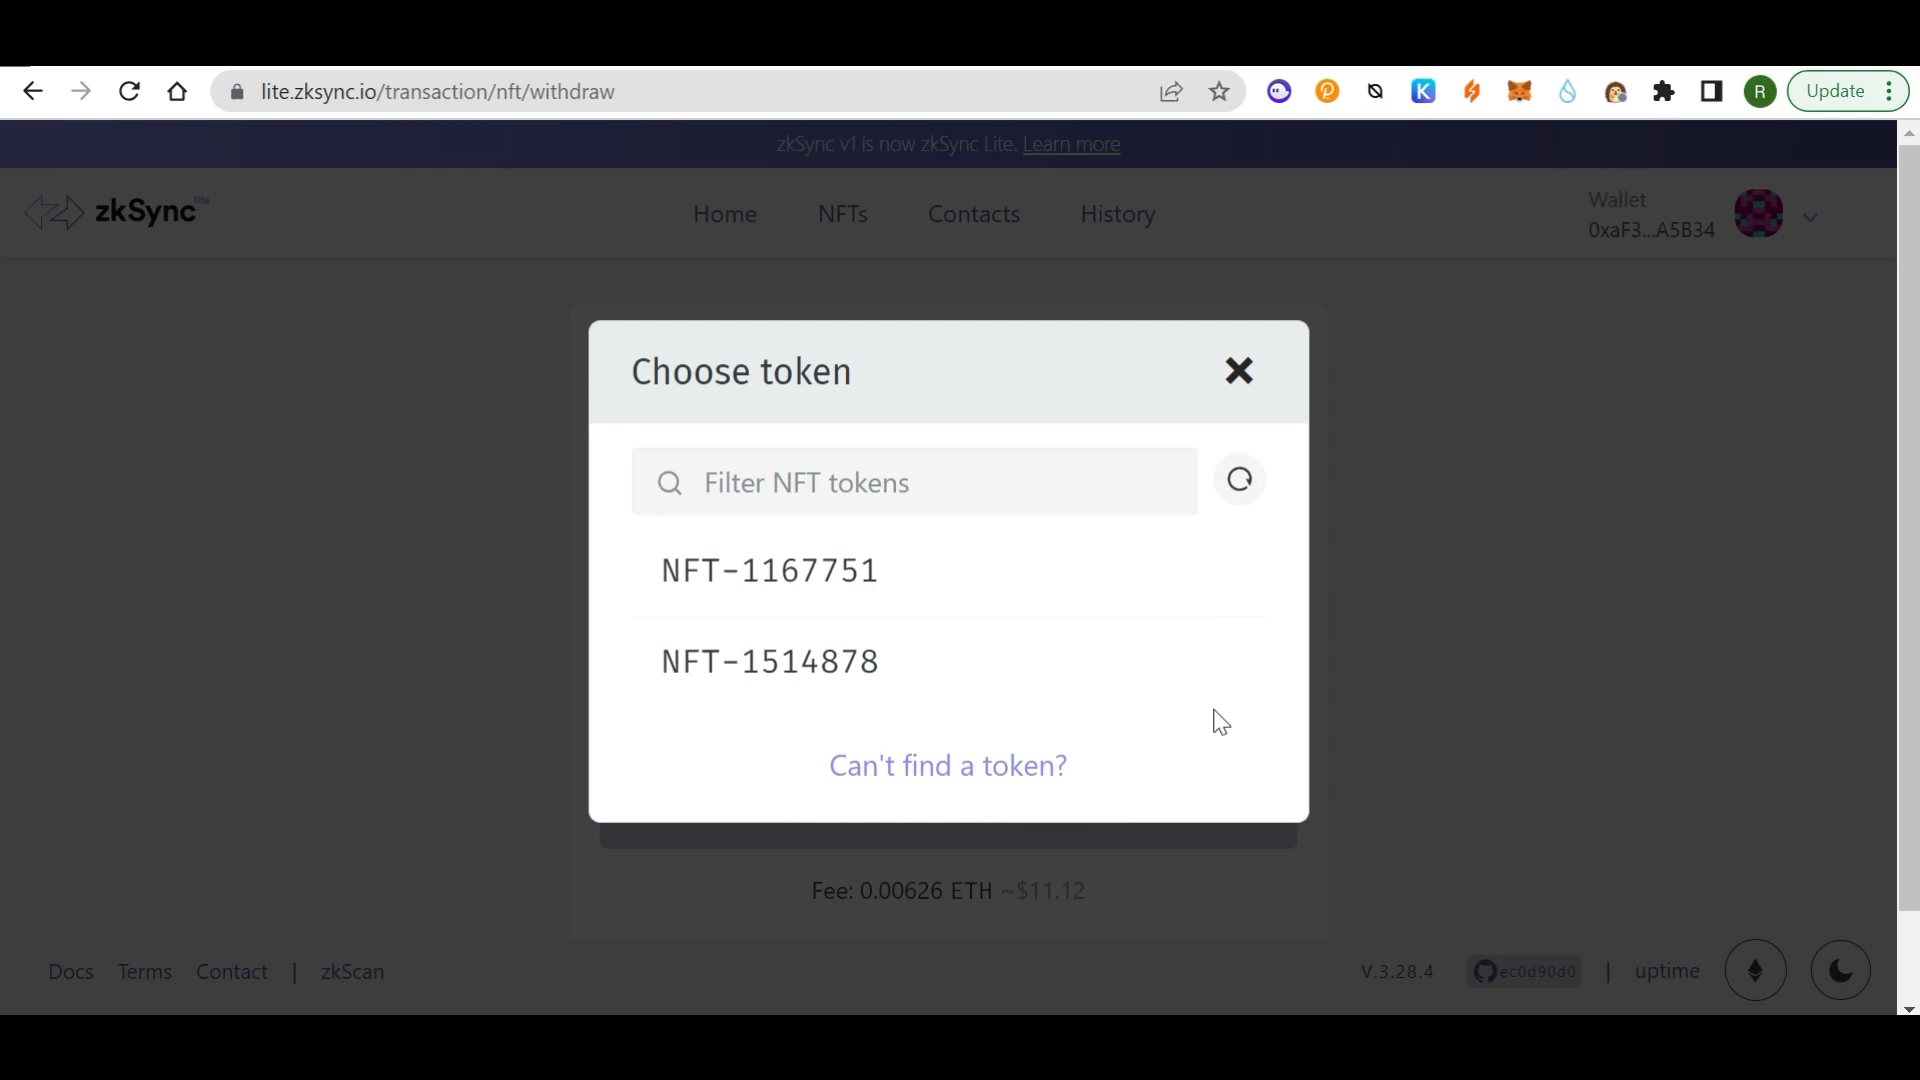 lite.zksync.io/transaction/nft/withdraw
K
R
Update
zkSync v1 is now zkSync Lite. Learn more
zkSync lite
Home
NFTs
Contacts
History
Wallet
0xaF3...A5B34
Choose token
Filter NFT tokens
NFT-1167751
NFT-1514878
Can't find a token?
Fee: 0.00626 ETH ~$11.12
Docs Terms Contact | zkScan
V.3.28.4 ec0d90d0 | uptime